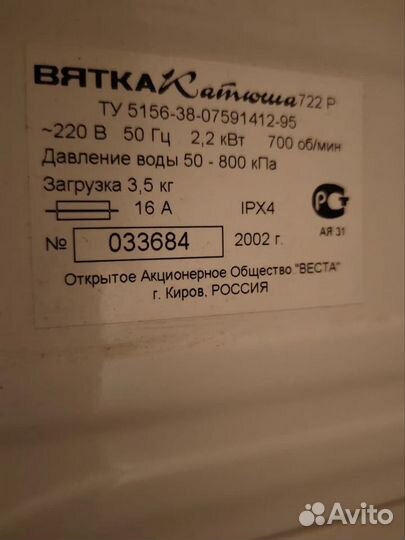 ВЯТКА Катюша 722 Р
ТУ 5156-38-07591412-95
~220 В 50 Гц 2,2 кВт 700 об/мин
Давление воды 50 - 800 кПа
Загрузка 3,5 кг
16 А IPX4
РСТ
АЯ 31
№ 033684 2002 г.
Открытое Акционерное Общество "ВЕСТА"
г. Киров, РОССИЯ
Avito